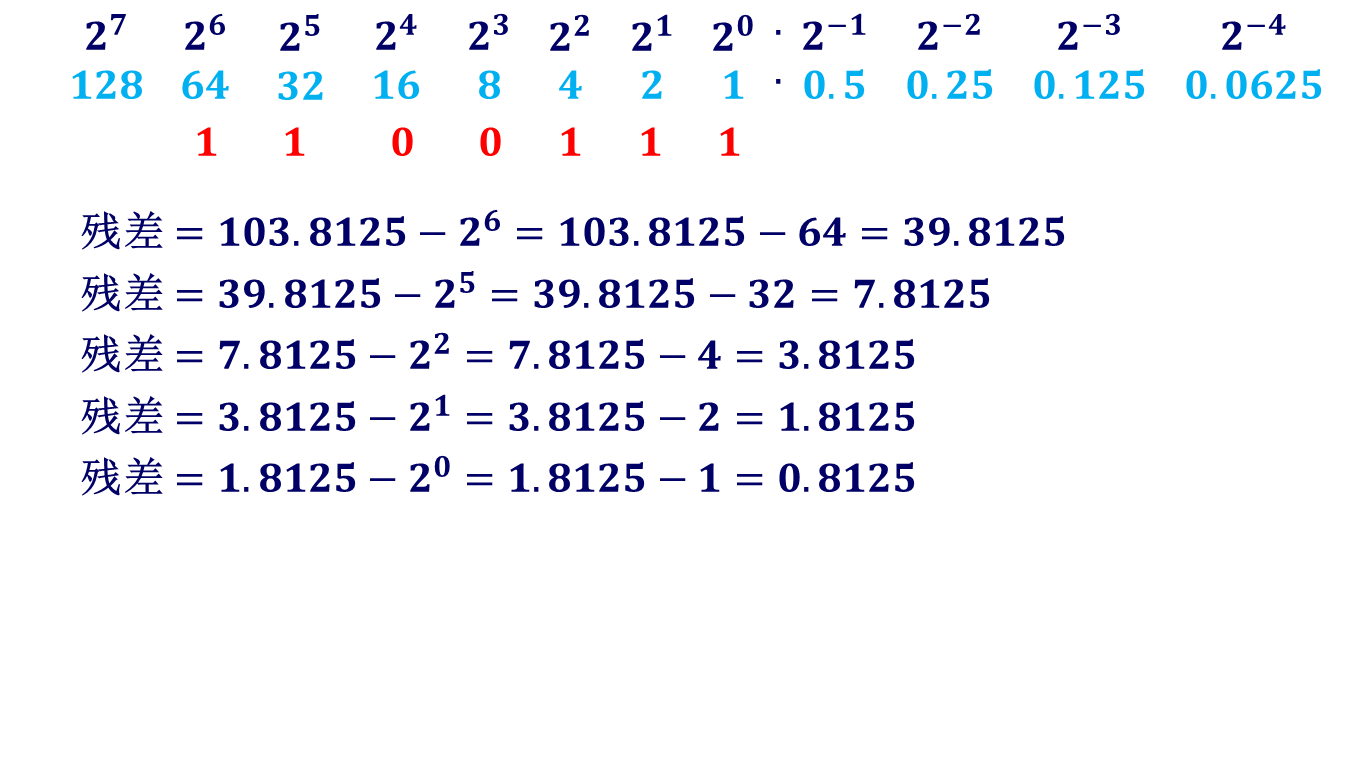 2⁷ 2⁶ 2⁵ 2⁴ 2³ 2² 2¹ 2⁰ · 2⁻¹ 2⁻² 2⁻³ 2⁻⁴
128 64 32 16 8 4 2 1 · 0.5 0.25 0.125 0.0625
1 1 0 0 1 1 1
残差 = 103.8125 − 2⁶ = 103.8125 − 64 = 39.8125
残差 = 39.8125 − 2⁵ = 39.8125 − 32 = 7.8125
残差 = 7.8125 − 2² = 7.8125 − 4 = 3.8125
残差 = 3.8125 − 2¹ = 3.8125 − 2 = 1.8125
残差 = 1.8125 − 2⁰ = 1.8125 − 1 = 0.8125